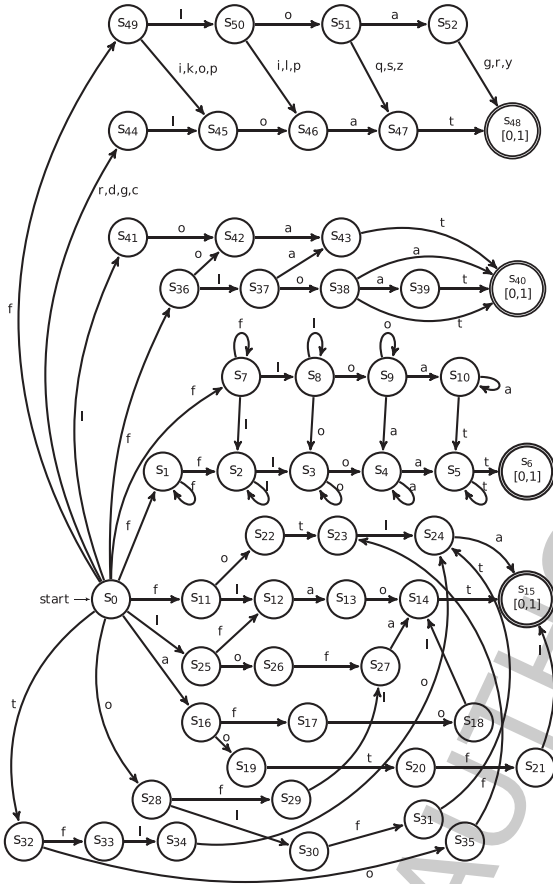 s49 l s50 o s51 a s52
i,k,o,p i,l,p q,s,z g,r,y
s44 l s45 o s46 a s47 t s48 [0,1]
r,d,g,c
s41 o s42 a s43 t
o a a s40 [0,1]
s36 l s37 o s38 a s39 t
t
f l f f
f l o
s7 l s8 o s9 a s10 a
l o a t
s1 f s2 l s3 o s4 a s5 t s6 [0,1]
f l o a t
f
s22 t s23 l s24 a
o t
start s0 f s11 l s12 a s13 o s14 t s15 [0,1]
l f a l o l
s25 o s26 f s27
a
t o s16 f s17 o s18
o l
s19 t s20 f s21
s28 f s29 f
l s31
s32 f s33 l s34 s30 f s35
o
AUTH